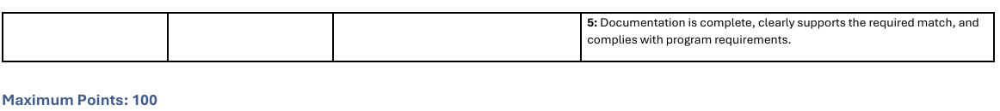 5: Documentation is complete, clearly supports the required match, and
complies with program requirements.
Maximum Points: 100